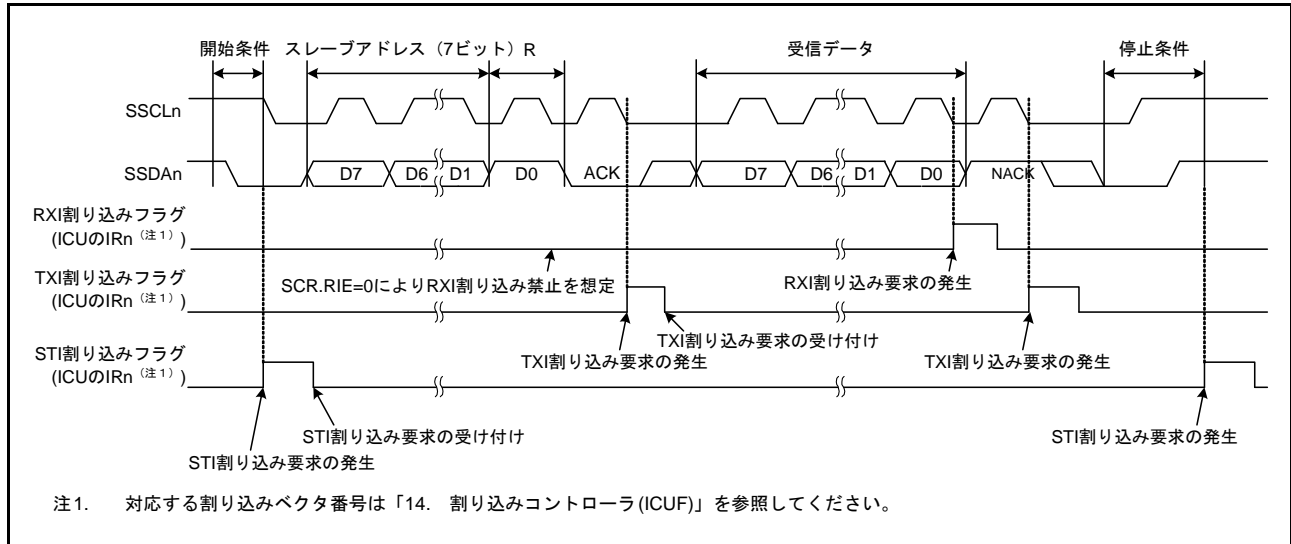 開始条件 スレーブアドレス（7ビット）R 受信データ 停止条件
SSCLn
SSDAn D7 D6 D1 D0 ACK D7 D6 D1 D0 NACK
RXI割り込みフラグ
(ICUのIRn（注1）)
SCR.RIE=0によりRXI割り込み禁止を想定 RXI割り込み要求の発生
TXI割り込みフラグ
(ICUのIRn（注1）)
TXI割り込み要求の受け付け
TXI割り込み要求の発生 TXI割り込み要求の発生
STI割り込みフラグ
(ICUのIRn（注1）)
STI割り込み要求の受け付け STI割り込み要求の発生
STI割り込み要求の発生
注1. 対応する割り込みベクタ番号は「14. 割り込みコントローラ(ICUF)」を参照してください。